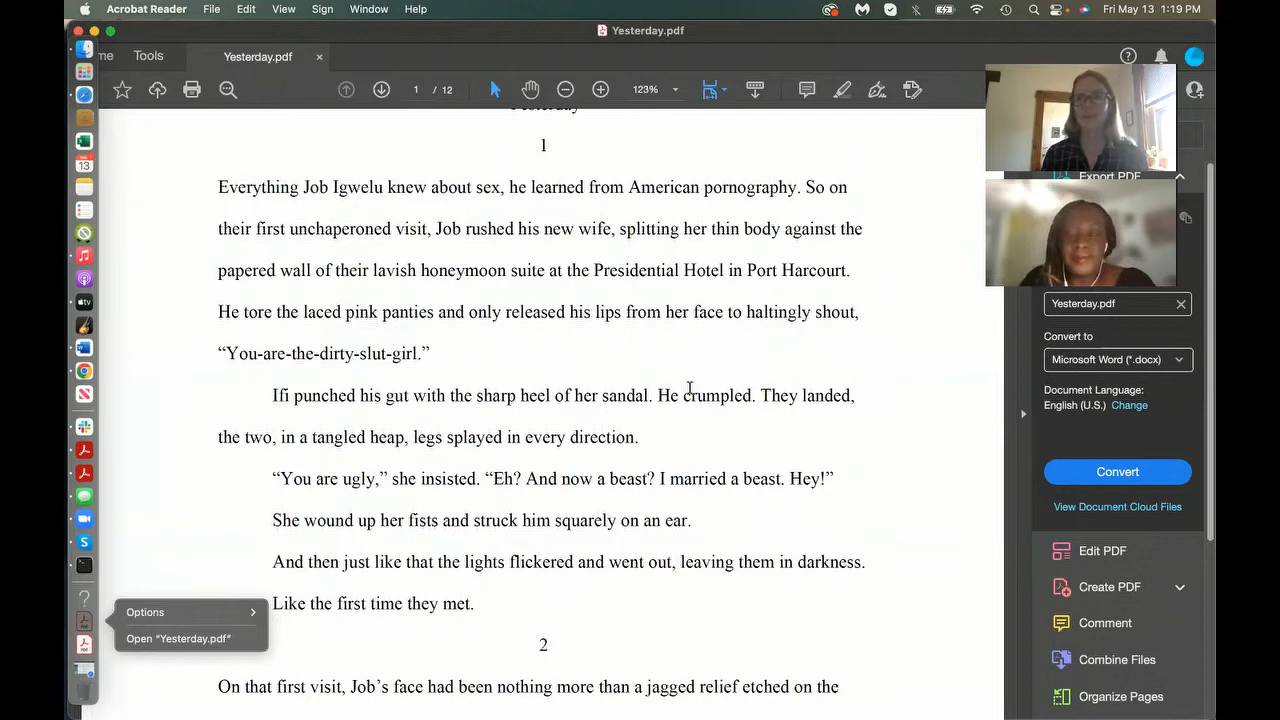 Acrobat Reader File Edit View Sign Window Help Fri May 13 1:19 PM
Yesterday.pdf
me Tools Yesterday.pdf
1 / 12 123%
Yesterday
1
Everything Job Igwelu knew about sex, he learned from American pornography. So on
their first unchaperoned visit, Job rushed his new wife, splitting her thin body against the
papered wall of their lavish honeymoon suite at the Presidential Hotel in Port Harcourt.
He tore the laced pink panties and only released his lips from her face to haltingly shout,
“You-are-the-dirty-slut-girl.”
Ifi punched his gut with the sharp heel of her sandal. He crumpled. They landed,
the two, in a tangled heap, legs splayed in every direction.
“You are ugly,” she insisted. “Eh? And now a beast? I married a beast. Hey!”
She wound up her fists and struck him squarely on an ear.
And then just like that the lights flickered and went out, leaving them in darkness.
Like the first time they met.
2
On that first visit, Job’s face had been nothing more than a jagged relief etched on the
Export PDF
Yesterday.pdf
Convert to
Microsoft Word (*.docx)
Document Language:
English (U.S.) Change
Convert
View Document Cloud Files
Edit PDF
Create PDF
Comment
Combine Files
Organize Pages
Options
Open “Yesterday.pdf”
13